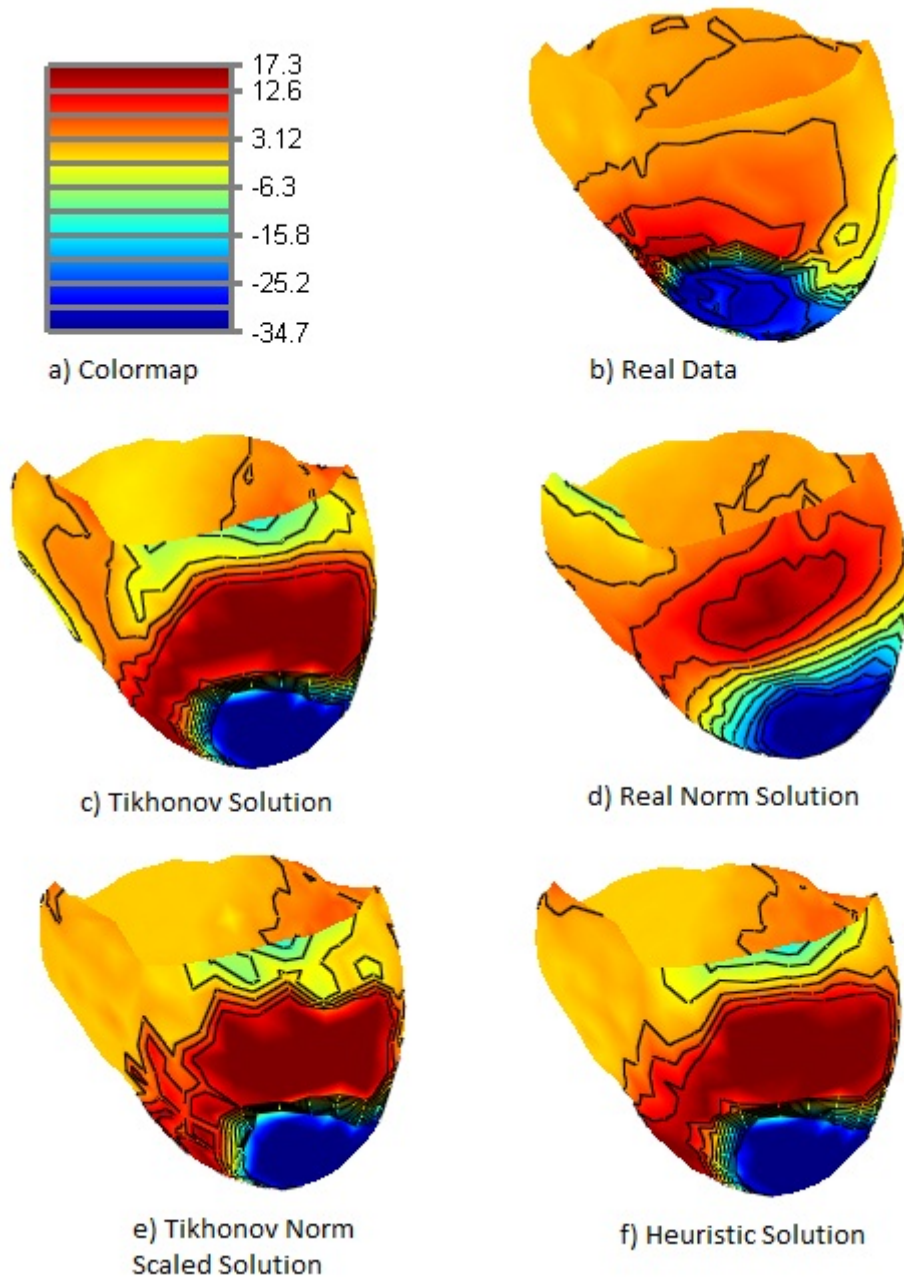 17.3
12.6
3.12
-6.3
-15.8
-25.2
-34.7
a) Colormap
b) Real Data
c) Tikhonov Solution
d) Real Norm Solution
e) Tikhonov Norm
Scaled Solution
f) Heuristic Solution